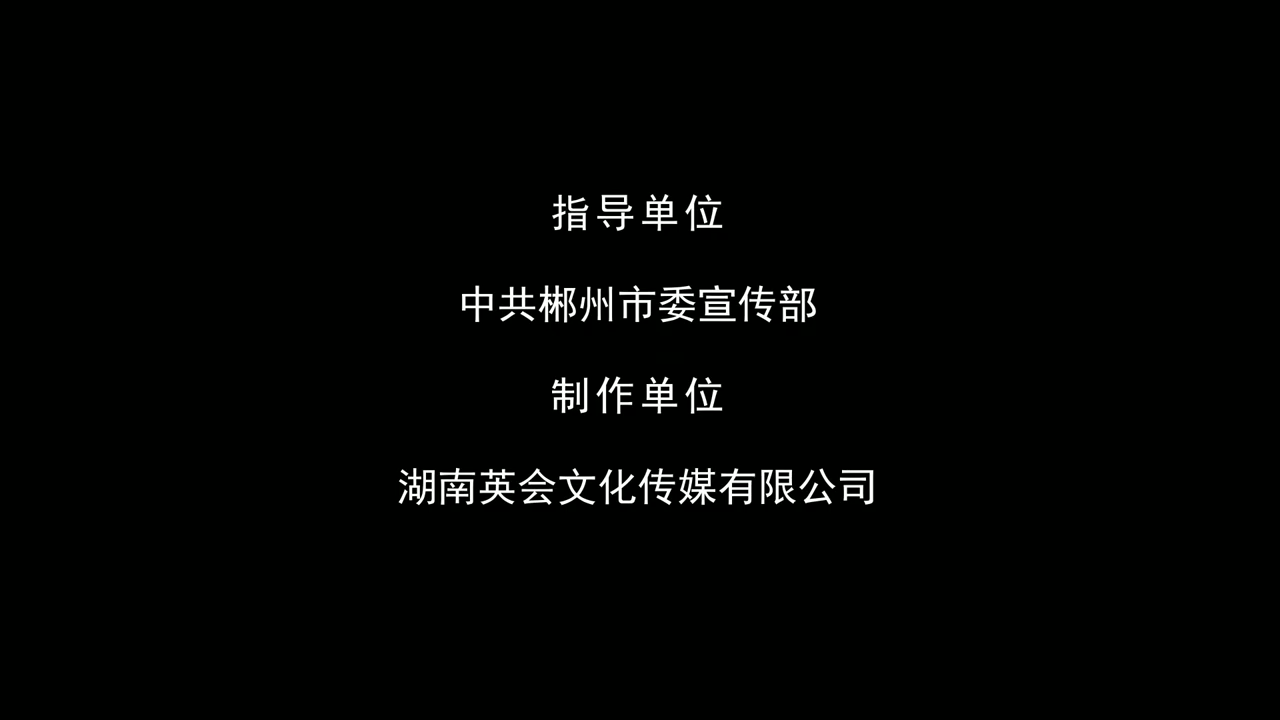 指导单位
中共郴州市委宣传部
制作单位
湖南英会文化传媒有限公司